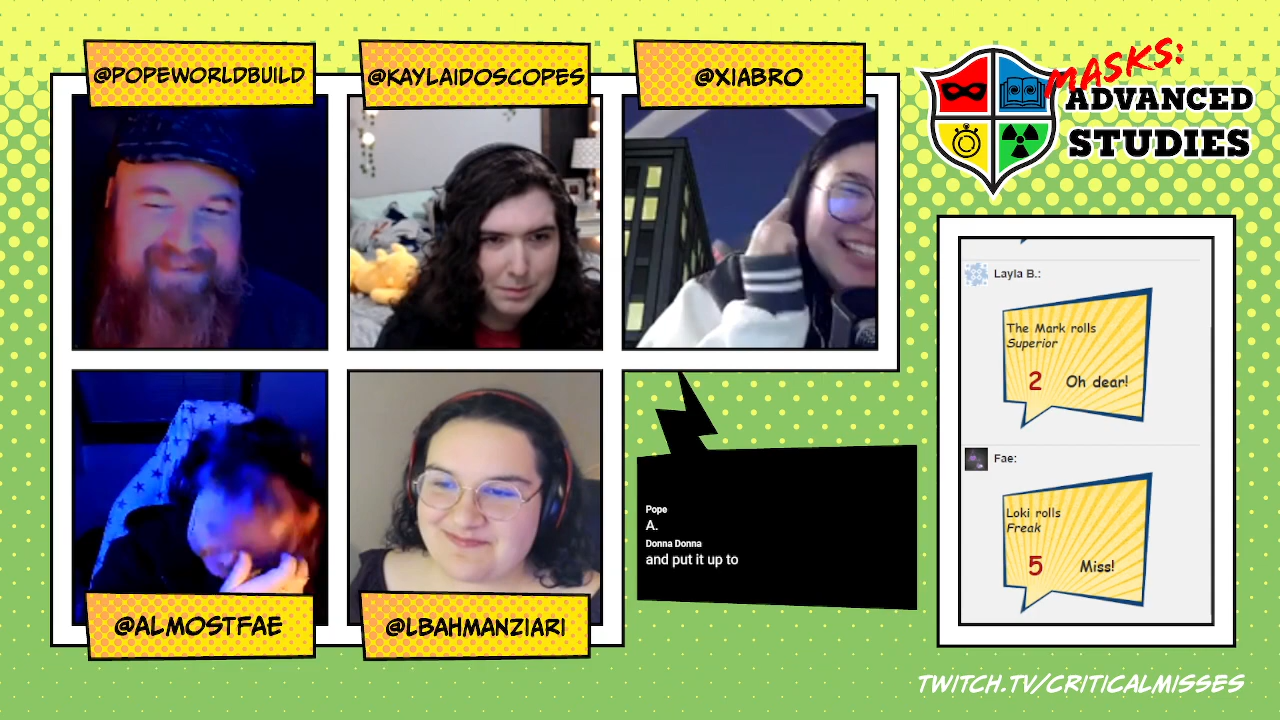 @POPEWORLDBUILD
@KAYLAIDOSCOPES
@XIABRO
MASKS:
ADVANCED
STUDIES
Layla B.:
The Mark rolls
Superior
2 Oh dear!
Fae:
Loki rolls
Freak
5 Miss!
Pope
A.
Donna Donna
and put it up to
@ALMOSTFAE
@LBAHMANZIARI
TWITCH.TV/CRITICALMISSES